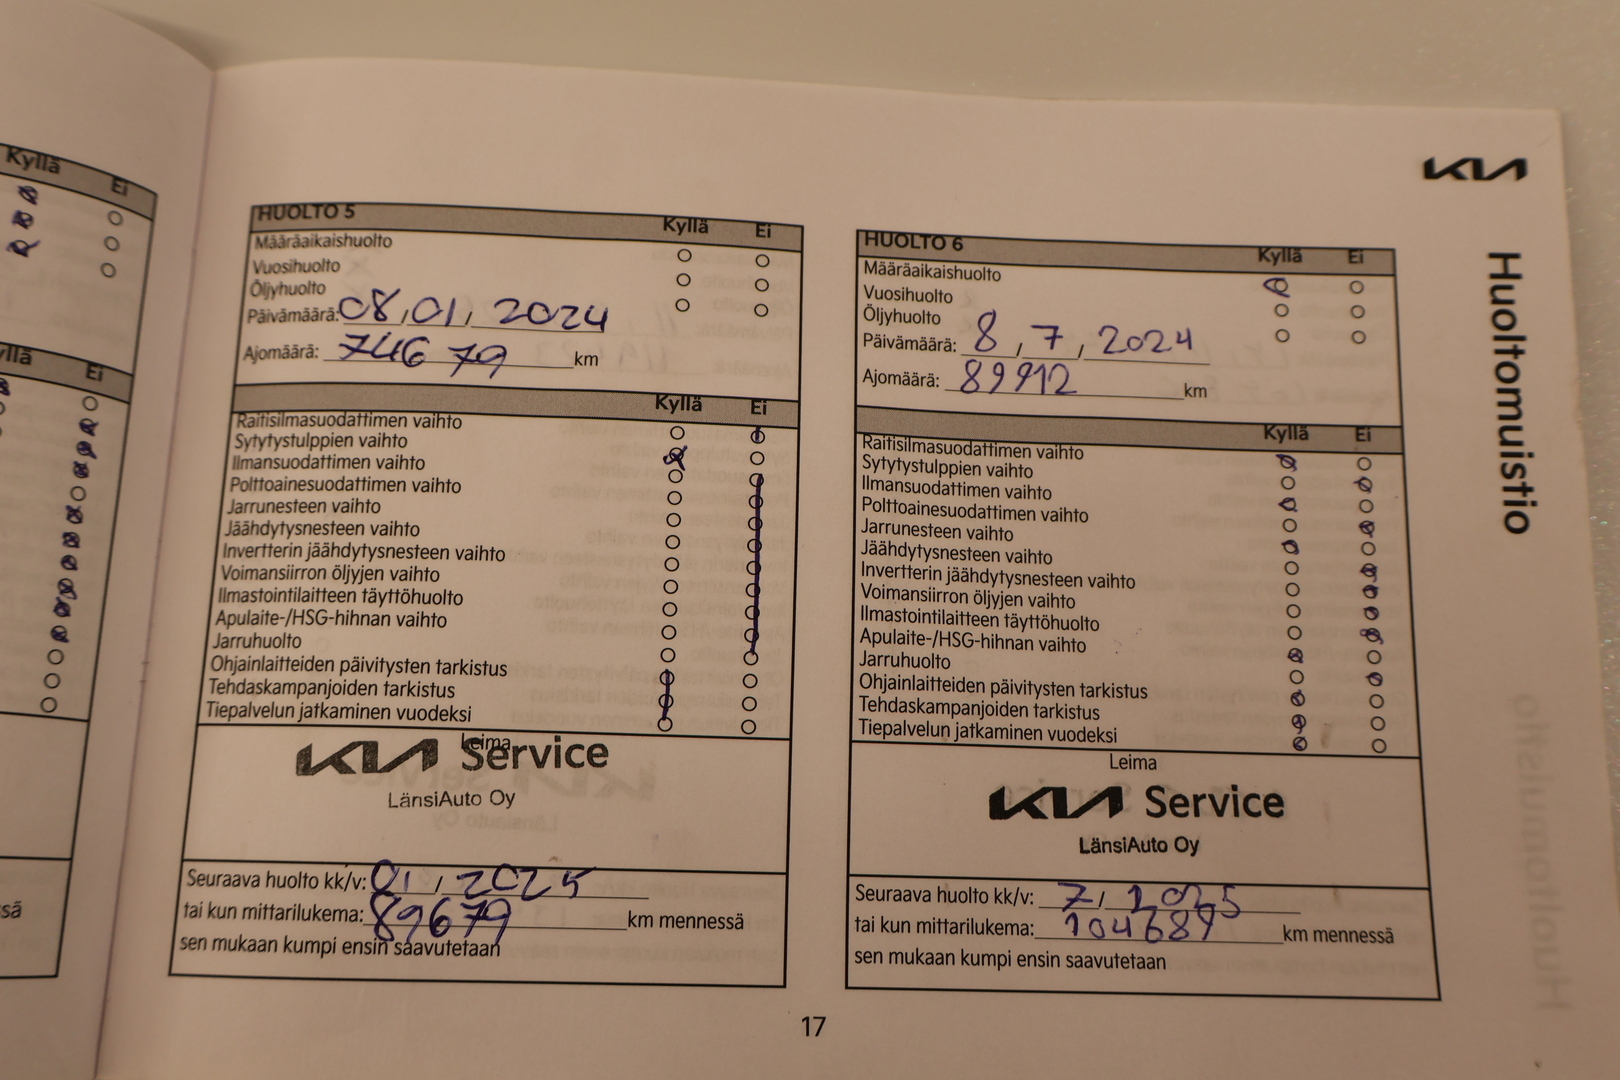 KIA
Huoltomuistio
Kyllä Ei
Ei
HUOLTO 5 Kyllä Ei
Määräaikaishuolto
Vuosihuolto
Öljyhuolto
Päivämäärä: 08, 01, 2024
Ajomäärä: 74679 km
Kyllä Ei
Raitisilmasuodattimen vaihto
Sytytystulppien vaihto
Ilmansuodattimen vaihto
Polttoainesuodattimen vaihto
Jarrunesteen vaihto
Jäähdytysnesteen vaihto
Invertterin jäähdytysnesteen vaihto
Voimansiirron öljyjen vaihto
Ilmastointilaitteen täyttöhuolto
Apulaite-/HSG-hihnan vaihto
Jarruhuolto
Ohjainlaitteiden päivitysten tarkistus
Tehdaskampanjoiden tarkistus
Tiepalvelun jatkaminen vuodeksi
Leima
KIA Service
LänsiAuto Oy
Seuraava huolto kk/v: 01 / 2025
tai kun mittarilukema: 89679 km mennessä
sen mukaan kumpi ensin saavutetaan
HUOLTO 6 Kyllä Ei
Määräaikaishuolto
Vuosihuolto
Öljyhuolto
Päivämäärä: 8, 7, 2024
Ajomäärä: 89912 km
Kyllä Ei
Raitisilmasuodattimen vaihto
Sytytystulppien vaihto
Ilmansuodattimen vaihto
Polttoainesuodattimen vaihto
Jarrunesteen vaihto
Jäähdytysnesteen vaihto
Invertterin jäähdytysnesteen vaihto
Voimansiirron öljyjen vaihto
Ilmastointilaitteen täyttöhuolto
Apulaite-/HSG-hihnan vaihto
Jarruhuolto
Ohjainlaitteiden päivitysten tarkistus
Tehdaskampanjoiden tarkistus
Tiepalvelun jatkaminen vuodeksi
Leima
KIA Service
LänsiAuto Oy
Seuraava huolto kk/v: 7 / 2025
tai kun mittarilukema: 104689 km mennessä
sen mukaan kumpi ensin saavutetaan
17